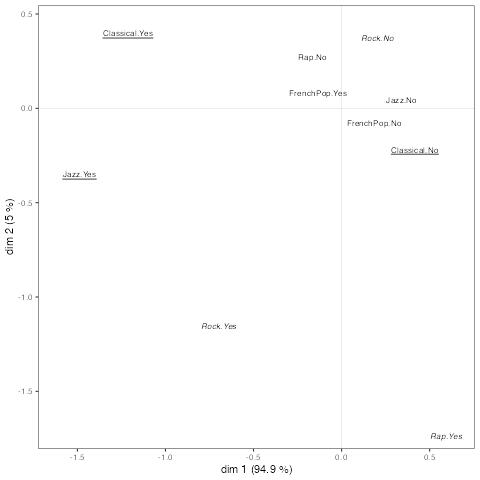 0.5
Classical.Yes
Rock.No
Rap.No
FrenchPop.Yes
Jazz.No
0.0
FrenchPop.No
Classical.No
Jazz.Yes
-0.5
dim 2 (5 %)
-1.0
Rock.Yes
-1.5
Rap.Yes
-1.5 -1.0 -0.5 0.0 0.5
dim 1 (94.9 %)